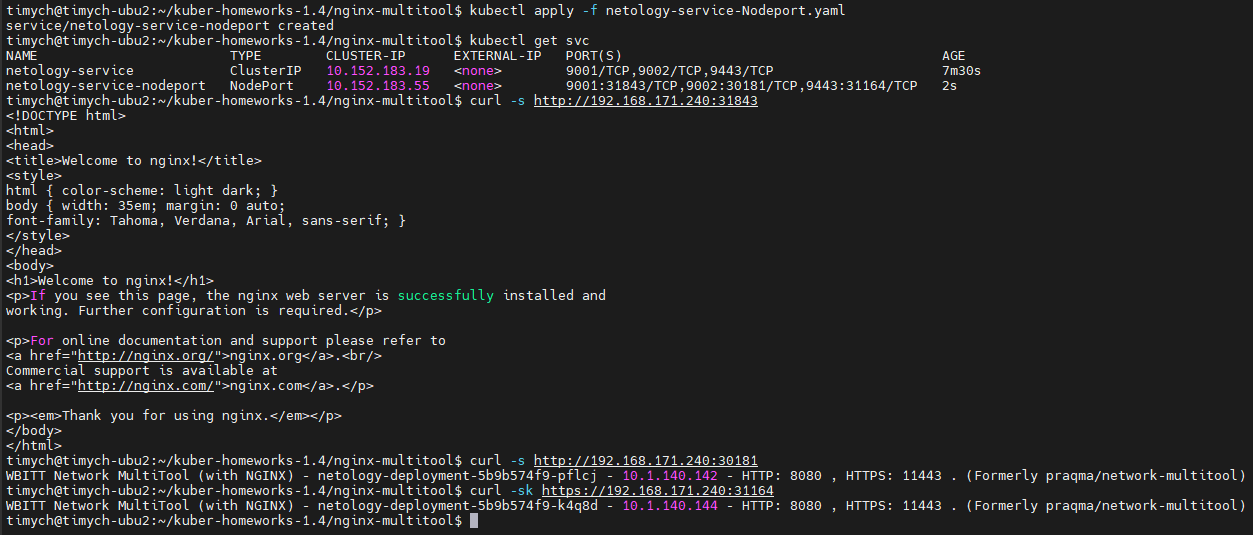 timych@timych-ubu2:~/kuber-homeworks-1.4/nginx-multitool$ kubectl apply -f netology-service-Nodeport.yaml
service/netology-service-nodeport created
timych@timych-ubu2:~/kuber-homeworks-1.4/nginx-multitool$ kubectl get svc
NAME                        TYPE        CLUSTER-IP      EXTERNAL-IP   PORT(S)                                        AGE
netology-service            ClusterIP   10.152.183.19   <none>        9001/TCP,9002/TCP,9443/TCP                     7m30s
netology-service-nodeport   NodePort    10.152.183.55   <none>        9001:31843/TCP,9002:30181/TCP,9443:31164/TCP   2s
timych@timych-ubu2:~/kuber-homeworks-1.4/nginx-multitool$ curl -s http://192.168.171.240:31843
<!DOCTYPE html>
<html>
<head>
<title>Welcome to nginx!</title>
<style>
html { color-scheme: light dark; }
body { width: 35em; margin: 0 auto;
font-family: Tahoma, Verdana, Arial, sans-serif; }
</style>
</head>
<body>
<h1>Welcome to nginx!</h1>
<p>If you see this page, the nginx web server is successfully installed and
working. Further configuration is required.</p>

<p>For online documentation and support please refer to
<a href="http://nginx.org/">nginx.org</a>.<br/>
Commercial support is available at
<a href="http://nginx.com/">nginx.com</a>.</p>

<p><em>Thank you for using nginx.</em></p>
</body>
</html>
timych@timych-ubu2:~/kuber-homeworks-1.4/nginx-multitool$ curl -s http://192.168.171.240:30181
WBITT Network MultiTool (with NGINX) - netology-deployment-5b9b574f9-pflcj - 10.1.140.142 - HTTP: 8080 , HTTPS: 11443 . (Formerly praqma/network-multitool)
timych@timych-ubu2:~/kuber-homeworks-1.4/nginx-multitool$ curl -sk https://192.168.171.240:31164
WBITT Network MultiTool (with NGINX) - netology-deployment-5b9b574f9-k4q8d - 10.1.140.144 - HTTP: 8080 , HTTPS: 11443 . (Formerly praqma/network-multitool)
timych@timych-ubu2:~/kuber-homeworks-1.4/nginx-multitool$